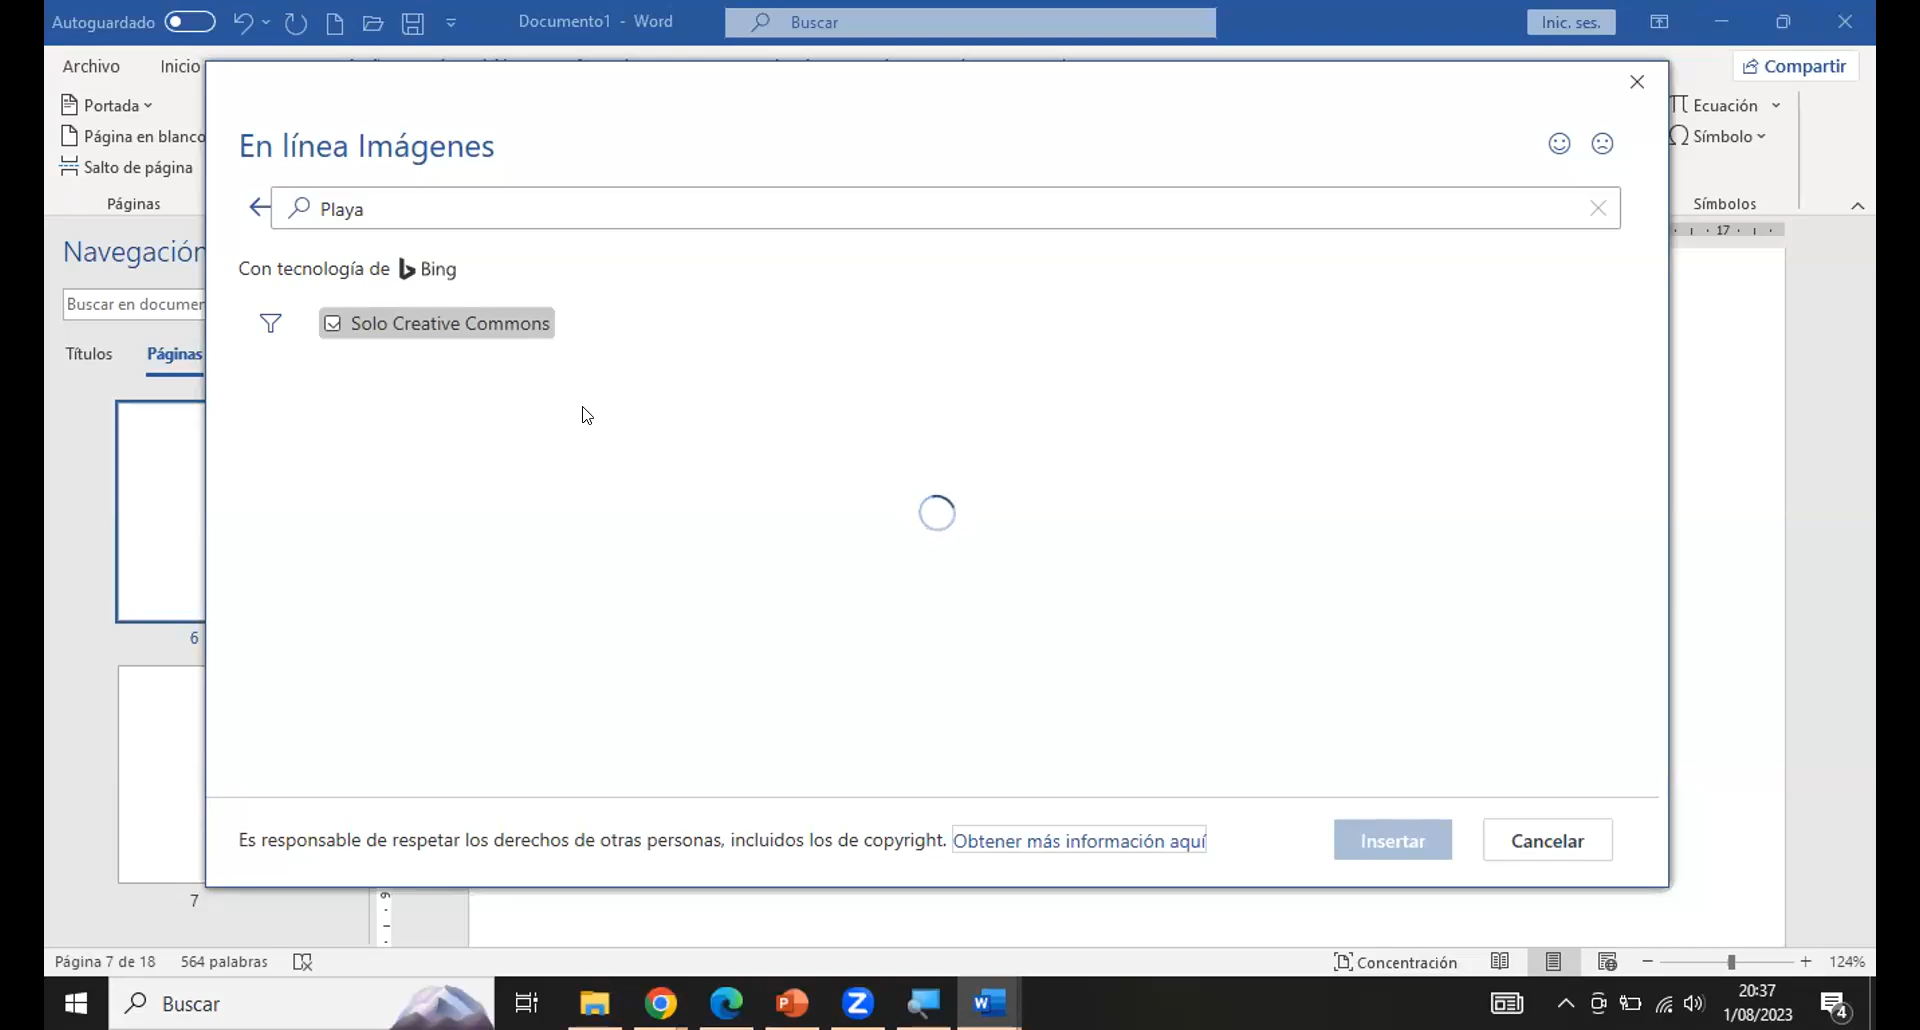 Autoguardado
Documento1 - Word
Buscar
Inic. ses.
Archivo
Inicio
Compartir
Portada
Página en blanco
Salto de página
Páginas
Ecuación
Símbolo
Símbolos
17
Navegación
Buscar en documen
Títulos
Páginas
6
7
En línea Imágenes
Playa
Con tecnología de Bing
Solo Creative Commons
Es responsable de respetar los derechos de otras personas, incluidos los de copyright. Obtener más información aquí
Insertar
Cancelar
Página 7 de 18
564 palabras
Concentración
124%
Buscar
20:37
1/08/2023
4